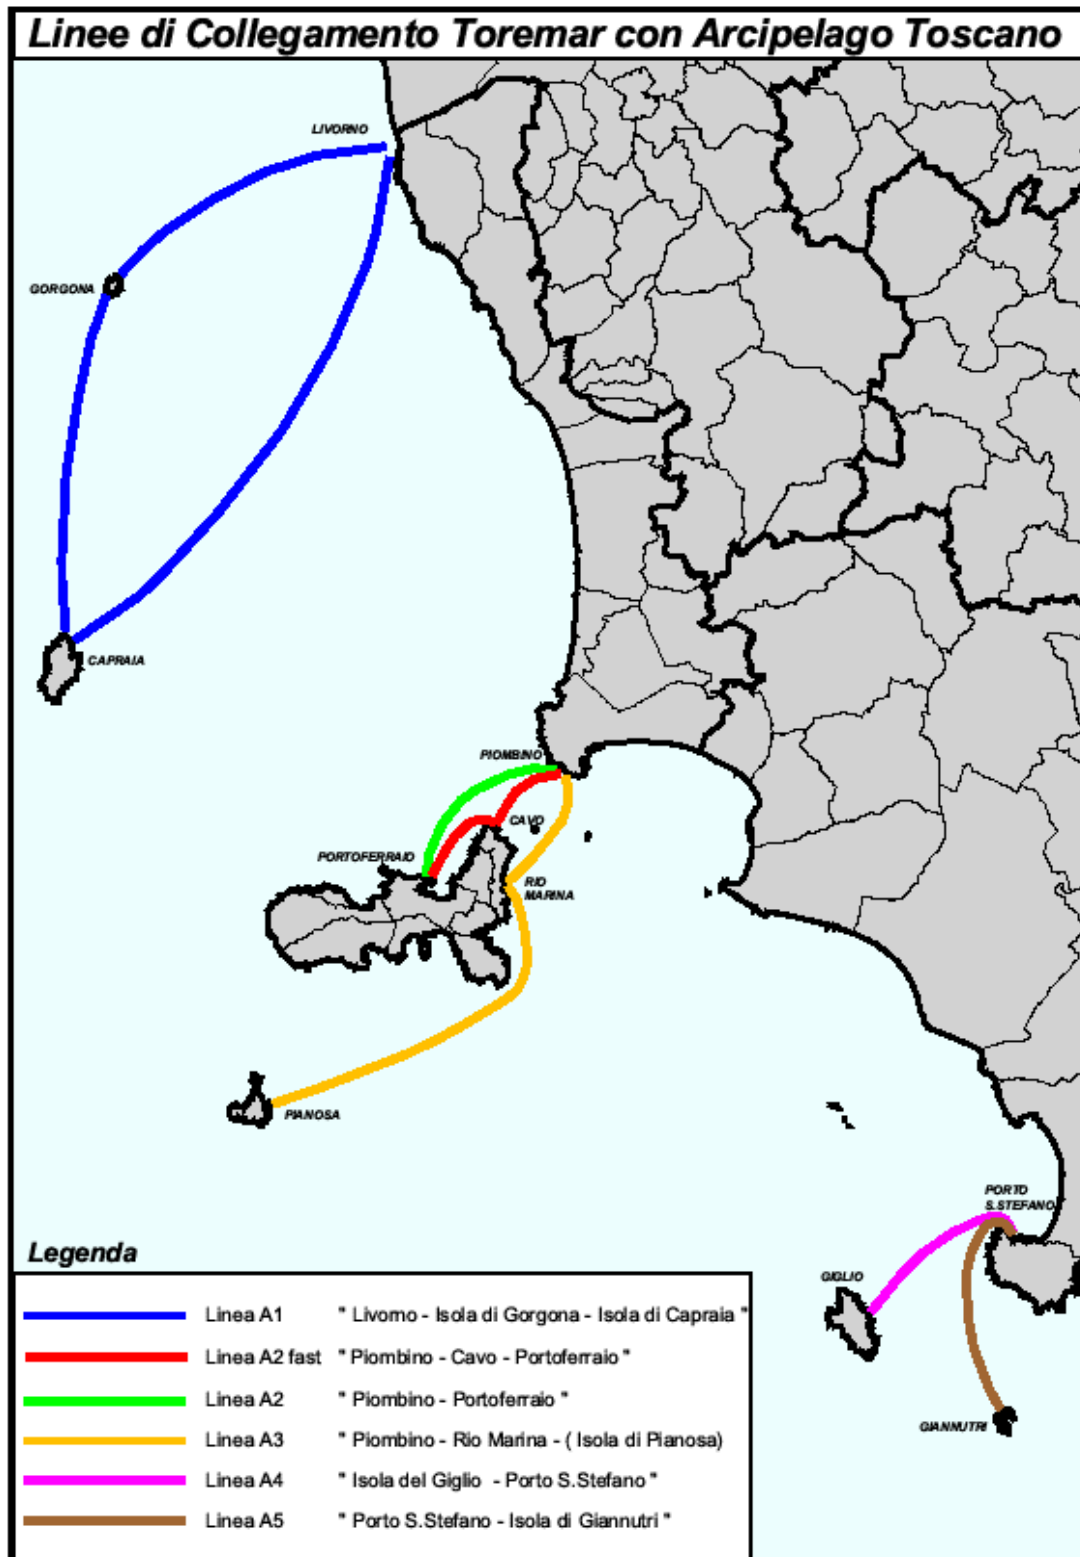 Linee di Collegamento Toremar con Arcipelago Toscano
LIVORNO
GORGONA
CAPRAIA
PIOMBINO
CAVO
PORTOFERRAIO
RIO
MARINA
PIANOSA
PORTO
S.STEFANO
GIGLIO
GIANNUTRI
Legenda
Linea A1 " Livorno - Isola di Gorgona - Isola di Capraia "
Linea A2 fast " Piombino - Cavo - Portoferraio "
Linea A2 " Piombino - Portoferraio "
Linea A3 " Piombino - Rio Marina - ( Isola di Pianosa)
Linea A4 " Isola del Giglio - Porto S.Stefano "
Linea A5 " Porto S.Stefano - Isola di Giannutri "